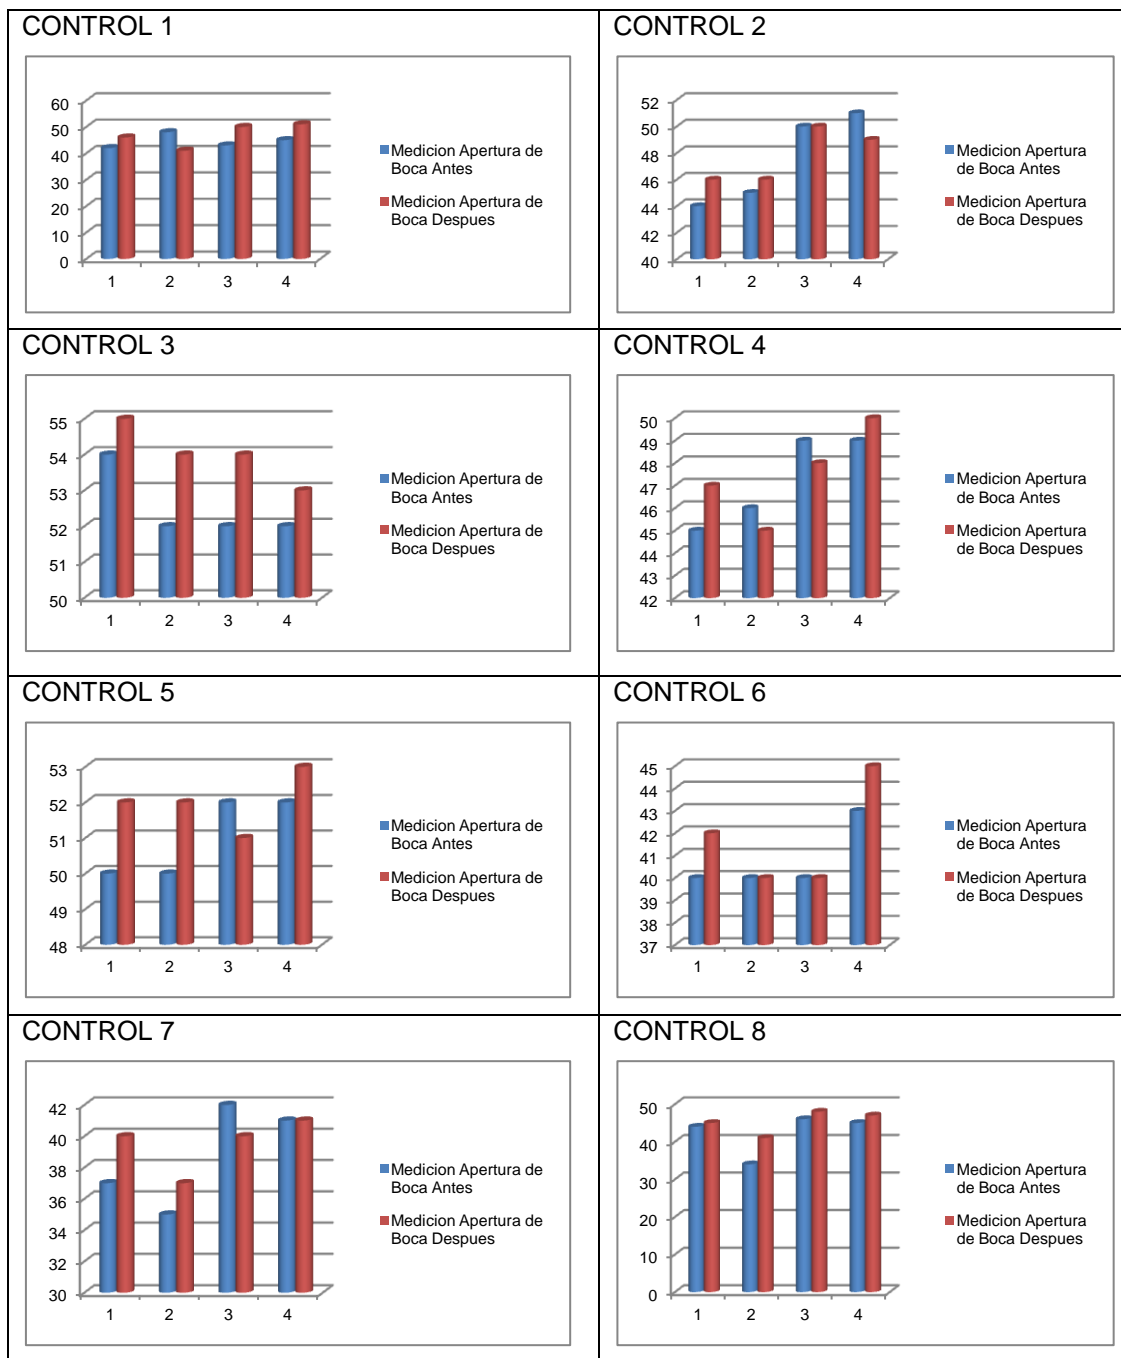 CONTROL 1
60
50
40
30
20
10
0
1 2 3 4
Medicion Apertura de
Boca Antes
Medicion Apertura de
Boca Despues
CONTROL 2
52
50
48
46
44
42
40
1 2 3 4
Medicion Apertura
de Boca Antes
Medicion Apertura
de Boca Despues
CONTROL 3
55
54
53
52
51
50
1 2 3 4
Medicion Apertura de
Boca Antes
Medicion Apertura de
Boca Despues
CONTROL 4
50
49
48
47
46
45
44
43
42
1 2 3 4
Medicion Apertura
de Boca Antes
Medicion Apertura
de Boca Despues
CONTROL 5
53
52
51
50
49
48
1 2 3 4
Medicion Apertura de
Boca Antes
Medicion Apertura de
Boca Despues
CONTROL 6
45
44
43
42
41
40
39
38
37
1 2 3 4
Medicion Apertura
de Boca Antes
Medicion Apertura
de Boca Despues
CONTROL 7
42
40
38
36
34
32
30
1 2 3 4
Medicion Apertura de
Boca Antes
Medicion Apertura de
Boca Despues
CONTROL 8
50
40
30
20
10
0
1 2 3 4
Medicion Apertura
de Boca Antes
Medicion Apertura
de Boca Despues